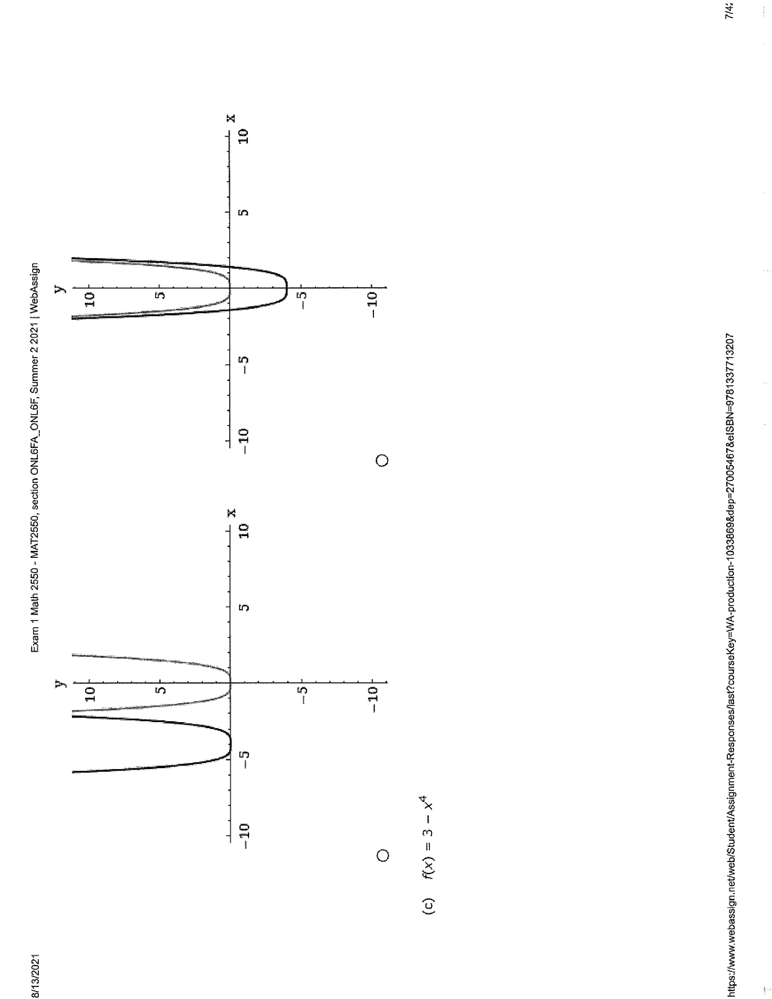 8/13/2021
Exam 1 Math 2550 - MAT2550, section ONL6FA_ONL6F, Summer 2 2021 | WebAssign
y
10
5
−10
−5
5
10
x
−5
−10
y
10
5
−10
−5
5
10
x
−5
−10
(c) f(x) = 3 − x⁴
https://www.webassign.net/web/Student/Assignment-Responses/last?courseKey=WA-production-1033869&dep=27005467&eISBN=9781337713207
7/42